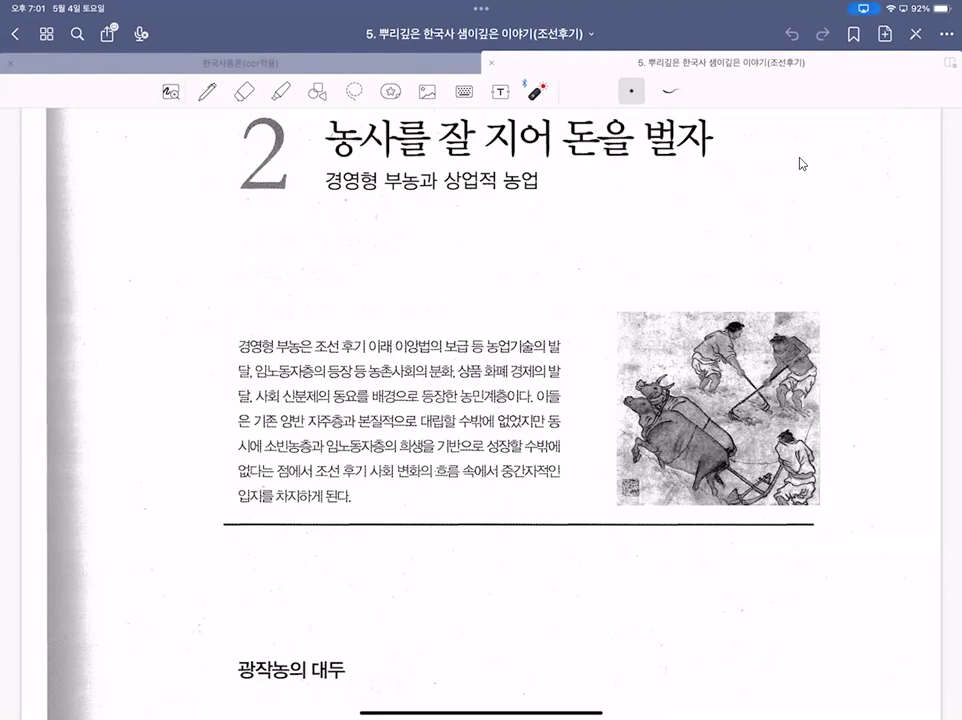 오후 7:01 5월 4일 토요일
92%
5. 뿌리깊은 한국사 샘이깊은 이야기(조선후기)
한국사통론(ocr적용)
5. 뿌리깊은 한국사 샘이깊은 이야기(조선후기)
T
2 농사를 잘 지어 돈을 벌자
경영형 부농과 상업적 농업
경영형 부농은 조선 후기 이래 이앙법의 보급 등 농업기술의 발
달, 임노동자층의 등장 등 농촌사회의 분화, 상품 화폐 경제의 발
달, 사회 신분제의 동요를 배경으로 등장한 농민계층이다. 이들
은 기존 양반 지주층과 본질적으로 대립할 수밖에 없었지만 동
시에 소빈농층과 임노동자층의 희생을 기반으로 성장할 수밖에
없다는 점에서 조선 후기 사회 변화의 흐름 속에서 중간자적인
입지를 차지하게 된다.
광작농의 대두